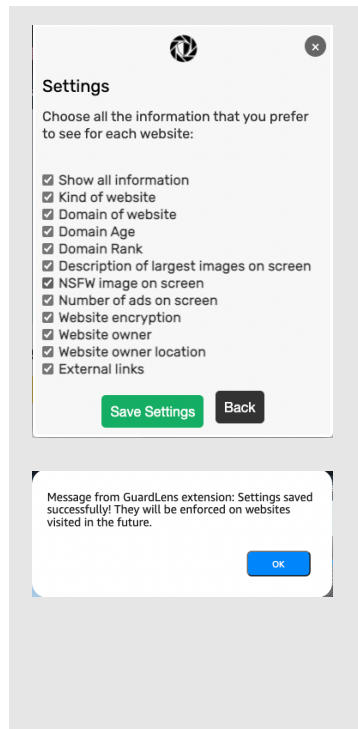 Settings
Choose all the information that you prefer
to see for each website:
Show all information
Kind of website
Domain of website
Domain Age
Domain Rank
Description of largest images on screen
NSFW image on screen
Number of ads on screen
Website encryption
Website owner
Website owner location
External links
Save Settings
Back
Message from GuardLens extension: Settings saved
successfully! They will be enforced on websites
visited in the future.
OK